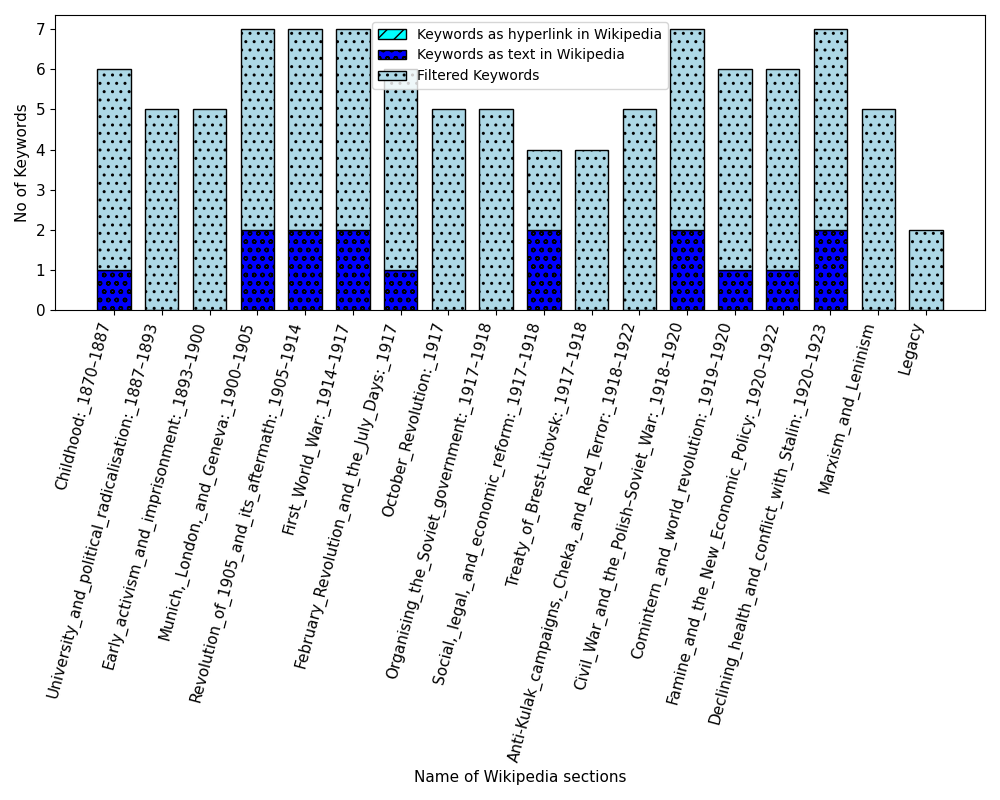 Keywords as hyperlink in Wikipedia
Keywords as text in Wikipedia
Filtered Keywords
No of Keywords
7
6
5
4
3
2
1
0
Childhood:_1870–1887
University_and_political_radicalisation:_1887–1893
Early_activism_and_imprisonment:_1893–1900
Munich,_London,_and_Geneva:_1900–1905
Revolution_of_1905_and_its_aftermath:_1905–1914
First_World_War:_1914–1917
February_Revolution_and_the_July_Days:_1917
October_Revolution:_1917
Organising_the_Soviet_government:_1917–1918
Social,_legal,_and_economic_reform:_1917–1918
Treaty_of_Brest-Litovsk:_1917–1918
Anti-Kulak_campaigns,_Cheka,_and_Red_Terror:_1918–1922
Civil_War_and_the_Polish–Soviet_War:_1918–1920
Comintern_and_world_revolution:_1919–1920
Famine_and_the_New_Economic_Policy:_1920–1922
Declining_health_and_conflict_with_Stalin:_1920–1923
Marxism_and_Leninism
Legacy
Name of Wikipedia sections